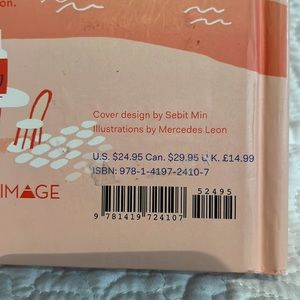 on.
Cover design by Sebit Min
Illustrations by Mercedes Leon
U.S. $24.95 Can. $29.95 U.K. £14.99
ISBN: 978-1-4197-2410-7
IMAGE
52495
9 781419 724107